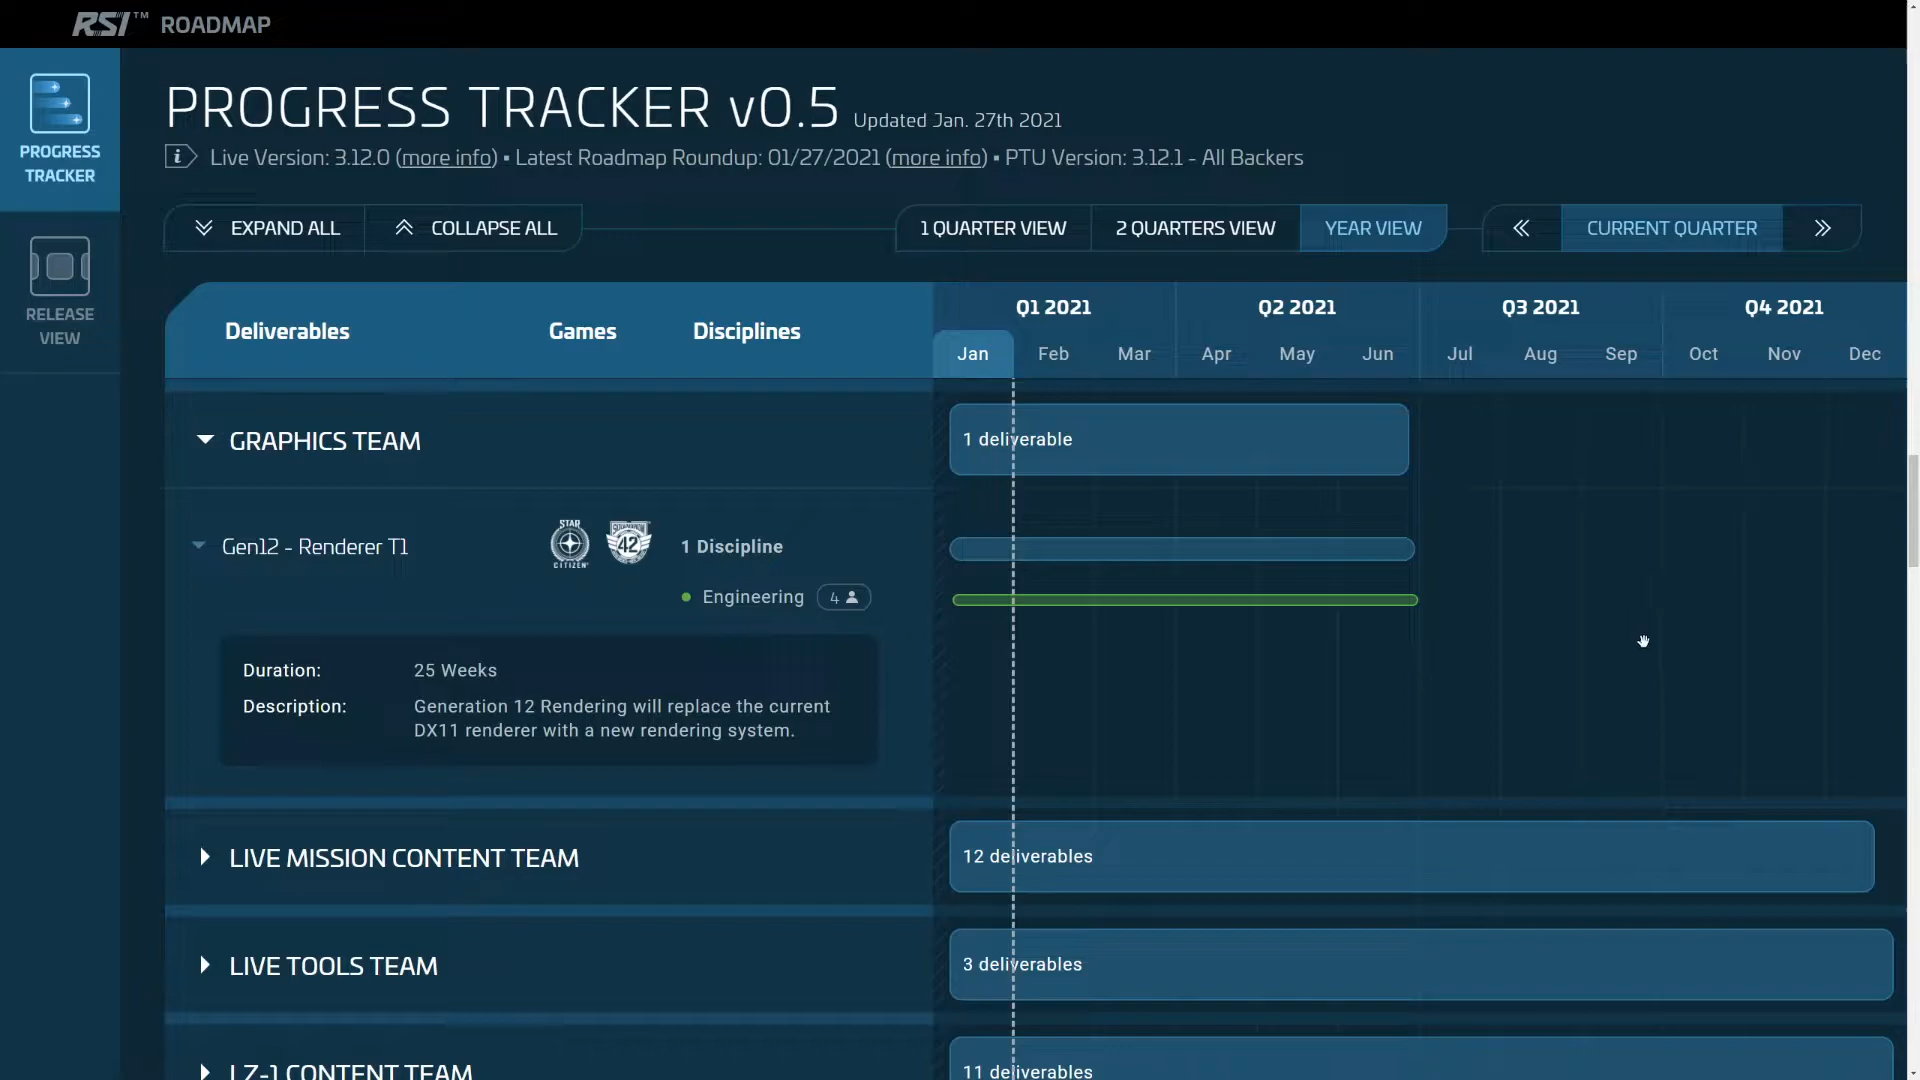 RSI™ ROADMAP
PROGRESS TRACKER
RELEASE VIEW
PROGRESS TRACKER v0.5 Updated Jan. 27th 2021
i Live Version: 3.12.0 (more info) • Latest Roadmap Roundup: 01/27/2021 (more info) • PTU Version: 3.12.1 - All Backers
EXPAND ALL COLLAPSE ALL 1 QUARTER VIEW 2 QUARTERS VIEW YEAR VIEW CURRENT QUARTER
Deliverables Games Disciplines
Q1 2021 Q2 2021 Q3 2021 Q4 2021
Jan Feb Mar Apr May Jun Jul Aug Sep Oct Nov Dec
GRAPHICS TEAM 1 deliverable
Gen12 - Renderer T1 STAR CITIZEN SQUADRON 42 1 Discipline
Engineering 4
Duration: 25 Weeks
Description: Generation 12 Rendering will replace the current
DX11 renderer with a new rendering system.
LIVE MISSION CONTENT TEAM 12 deliverables
LIVE TOOLS TEAM 3 deliverables
LZ-1 CONTENT TEAM 11 deliverables